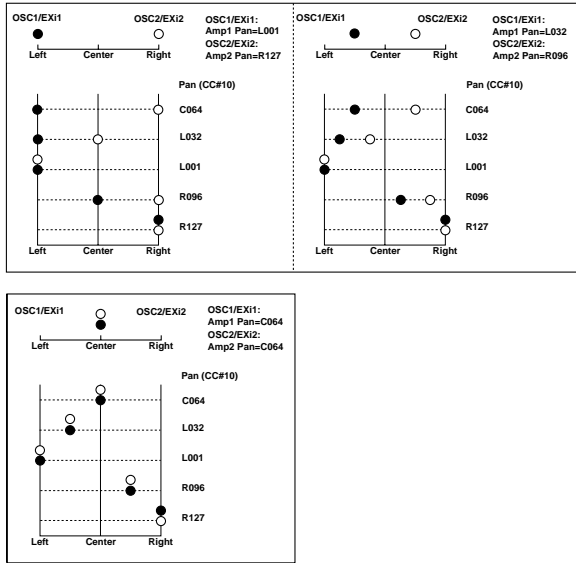 OSC1/EXi1 OSC2/EXi2 OSC1/EXi1:
Amp1 Pan=L001
OSC2/EXi2:
Amp2 Pan=R127
Left Center Right
Pan (CC#10)
C064
L032
L001
R096
R127
Left Center Right
OSC1/EXi1 OSC2/EXi2 OSC1/EXi1:
Amp1 Pan=L032
OSC2/EXi2:
Amp2 Pan=R096
Left Center Right
Pan (CC#10)
C064
L032
L001
R096
R127
Left Center Right
OSC1/EXi1 OSC2/EXi2 OSC1/EXi1:
Amp1 Pan=C064
OSC2/EXi2:
Amp2 Pan=C064
Left Center Right
Pan (CC#10)
C064
L032
L001
R096
R127
Left Center Right